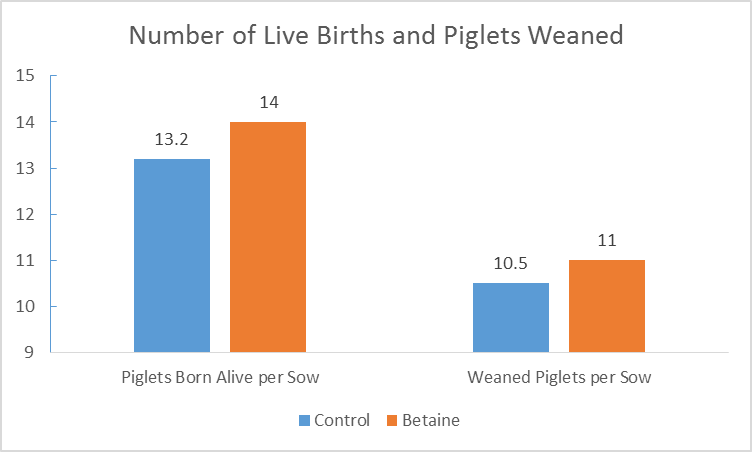 Number of Live Births and Piglets Weaned
15
14
13
12
11
10
9
13.2
14
10.5
11
Piglets Born Alive per Sow
Weaned Piglets per Sow
Control
Betaine